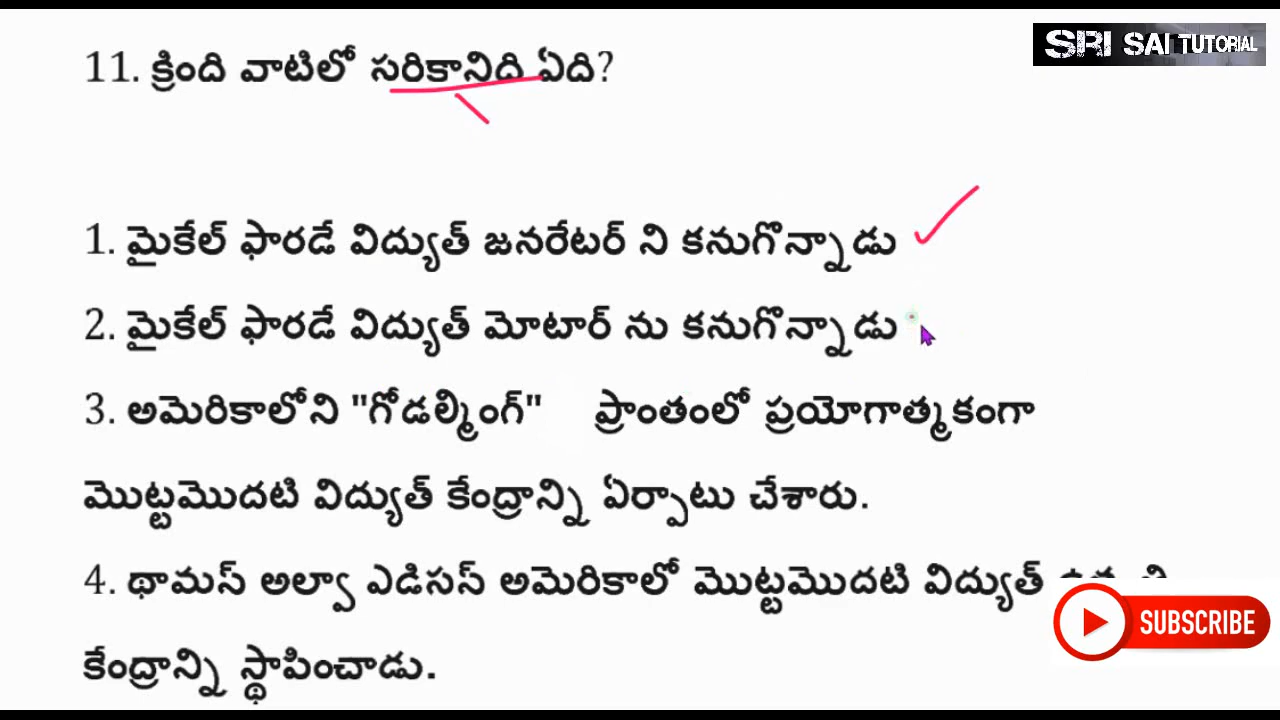 SRI SAI TUTORIAL
11. క్రింది వాటిలో సరికానిది ఏది?
1. మైకేల్ ఫారడే విద్యుత్ జనరేటర్ ని కనుగొన్నాడు
2. మైకేల్ ఫారడే విద్యుత్ మోటార్ ను కనుగొన్నాడు
3. అమెరికాలోని "గోడల్మింగ్" ప్రాంతంలో ప్రయోగాత్మకంగా
మొట్టమొదటి విద్యుత్ కేంద్రాన్ని ఏర్పాటు చేశారు.
4. థామస్ అల్వా ఎడిసన్ అమెరికాలో మొట్టమొదటి విద్యుత్
SUBSCRIBE
కేంద్రాన్ని స్థాపించాడు.